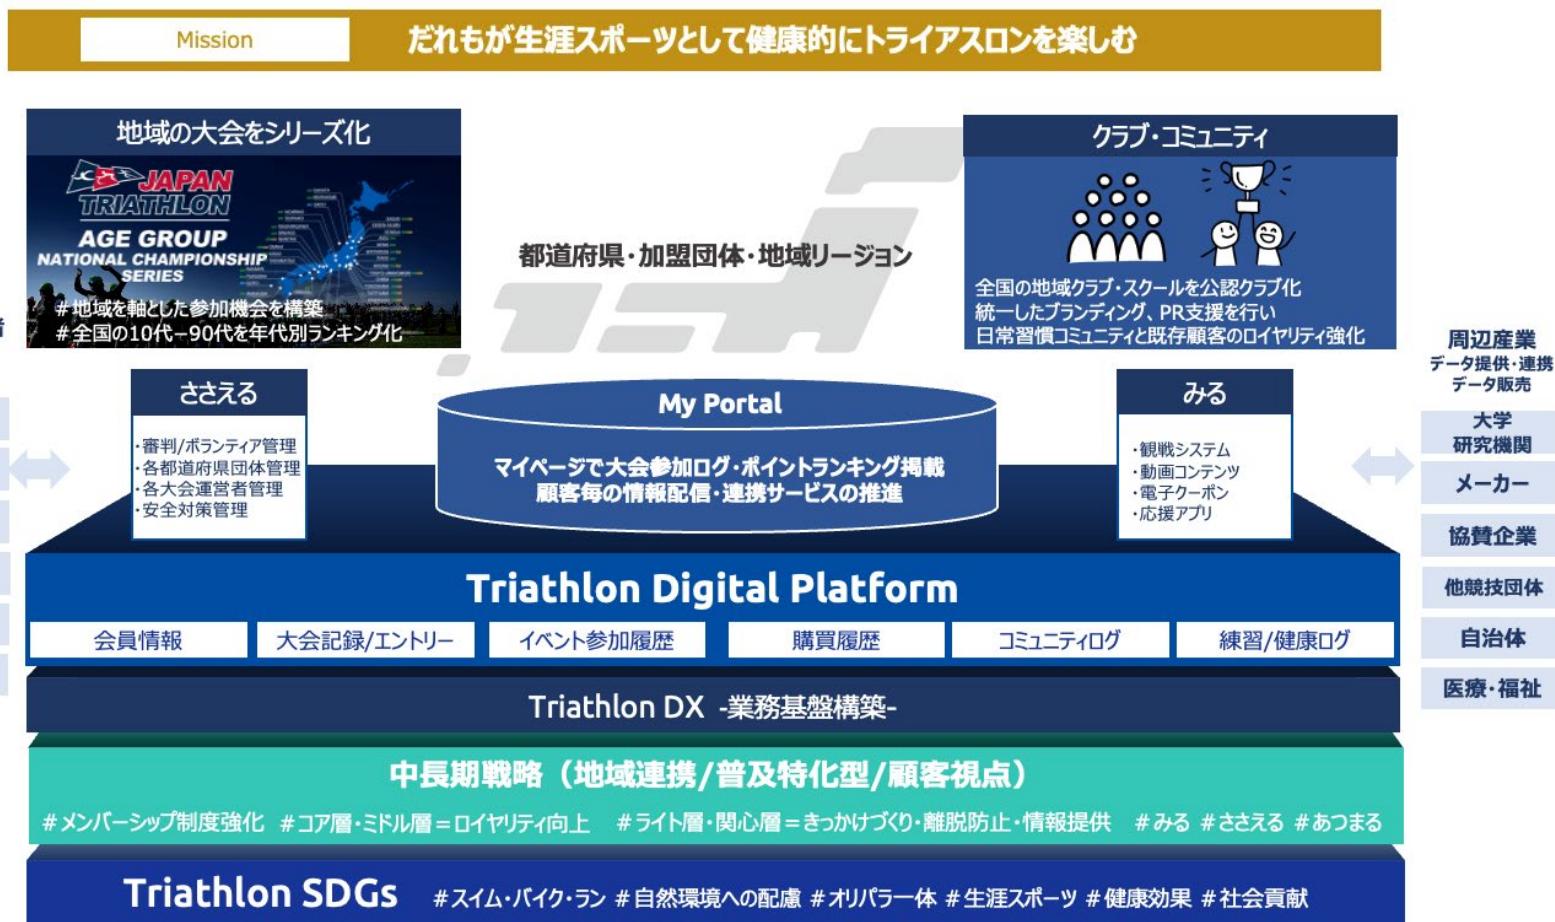 Mission
だれもが生涯スポーツとして健康的にトライアスロンを楽しむ
地域の大会をシリーズ化
JAPAN
TRIATHLON
AGE GROUP
NATIONAL CHAMPIONSHIP
SERIES
#地域を軸とした参加機会を構築
#全国の10代-90代を年代別ランキング化
都道府県・加盟団体・地域リージョン
クラブ・コミュニティ
全国の地域クラブ・スクールを公認クラブ化
統一したブランディング、PR支援を行い
日常習慣コミュニティと既存顧客のロイヤリティ強化
者
ささえる
・審判/ボランティア管理
・各都道府県団体管理
・各大会運営者管理
・安全対策管理
My Portal
マイページで大会参加ログ・ポイントランキング掲載
顧客毎の情報配信・連携サービスの推進
みる
・観戦システム
・動画コンテンツ
・電子クーポン
・応援アプリ
周辺産業
データ提供・連携
データ販売
大学
研究機関
メーカー
協賛企業
他競技団体
自治体
医療・福祉
Triathlon Digital Platform
会員情報
大会記録/エントリー
イベント参加履歴
購買履歴
コミュニティログ
練習/健康ログ
Triathlon DX -業務基盤構築-
中長期戦略（地域連携/普及特化型/顧客視点）
#メンバーシップ制度強化 #コア層・ミドル層=ロイヤリティ向上 #ライト層・関心層=きっかけづくり・離脱防止・情報提供 #みる #ささえる #あつまる
Triathlon SDGs #スイム・バイク・ラン #自然環境への配慮 #オリパラ一体 #生涯スポーツ #健康効果 #社会貢献